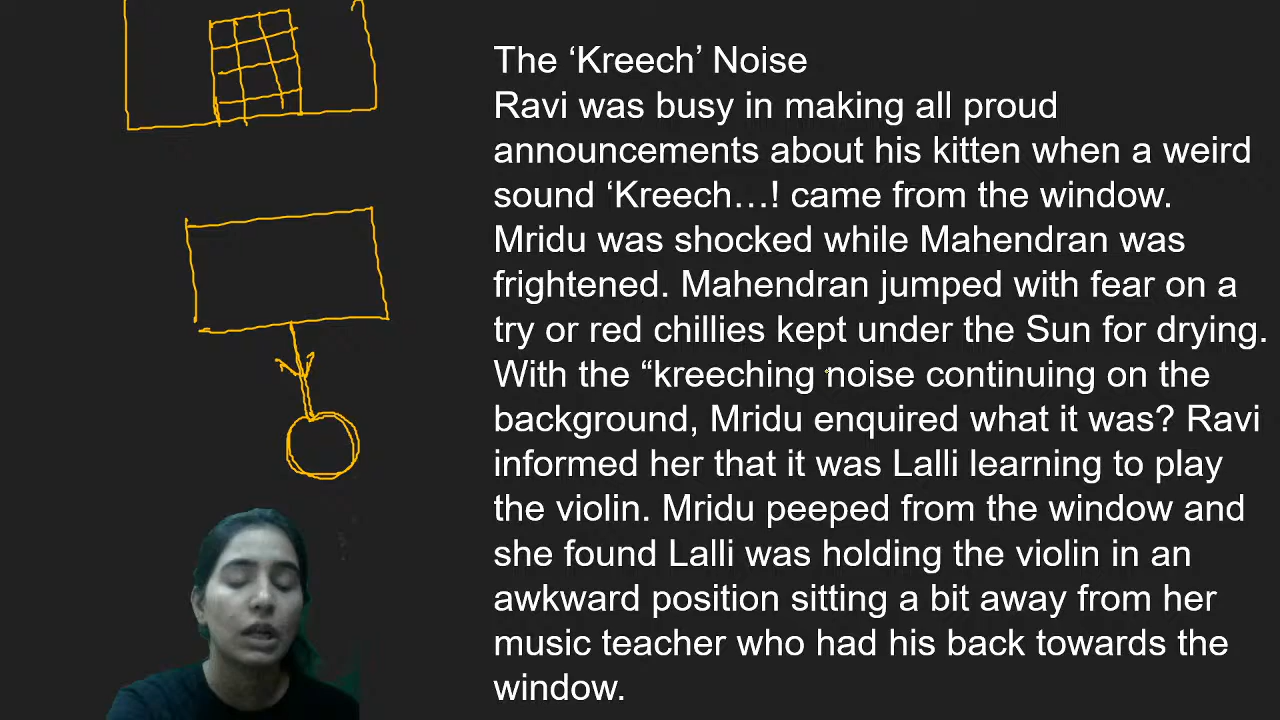 The ‘Kreech’ Noise
Ravi was busy in making all proud
announcements about his kitten when a weird
sound ‘Kreech…! came from the window.
Mridu was shocked while Mahendran was
frightened. Mahendran jumped with fear on a
try or red chillies kept under the Sun for drying.
With the “kreeching noise continuing on the
background, Mridu enquired what it was? Ravi
informed her that it was Lalli learning to play
the violin. Mridu peeped from the window and
she found Lalli was holding the violin in an
awkward position sitting a bit away from her
music teacher who had his back towards the
window.